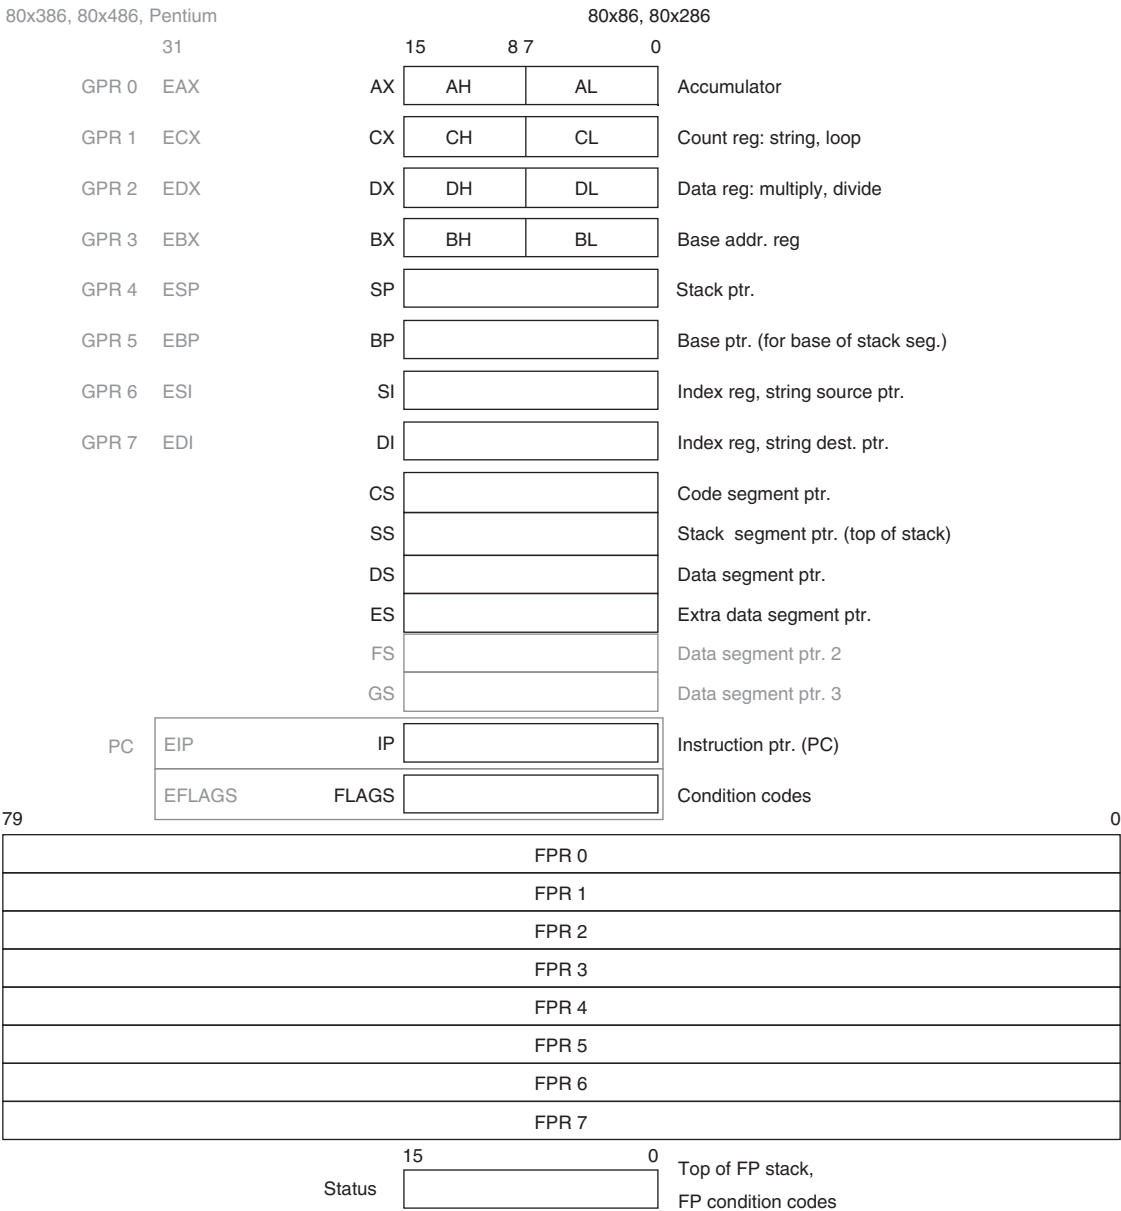 80x386, 80x486, Pentium 80x86, 80x286
31 15 8 7 0
GPR 0 EAX AX AH AL Accumulator
GPR 1 ECX CX CH CL Count reg: string, loop
GPR 2 EDX DX DH DL Data reg: multiply, divide
GPR 3 EBX BX BH BL Base addr. reg
GPR 4 ESP SP Stack ptr.
GPR 5 EBP BP Base ptr. (for base of stack seg.)
GPR 6 ESI SI Index reg, string source ptr.
GPR 7 EDI DI Index reg, string dest. ptr.
CS Code segment ptr.
SS Stack segment ptr. (top of stack)
DS Data segment ptr.
ES Extra data segment ptr.
FS Data segment ptr. 2
GS Data segment ptr. 3
PC EIP IP Instruction ptr. (PC)
EFLAGS FLAGS Condition codes
79 0
FPR 0
FPR 1
FPR 2
FPR 3
FPR 4
FPR 5
FPR 6
FPR 7
15 0
Status Top of FP stack,
FP condition codes